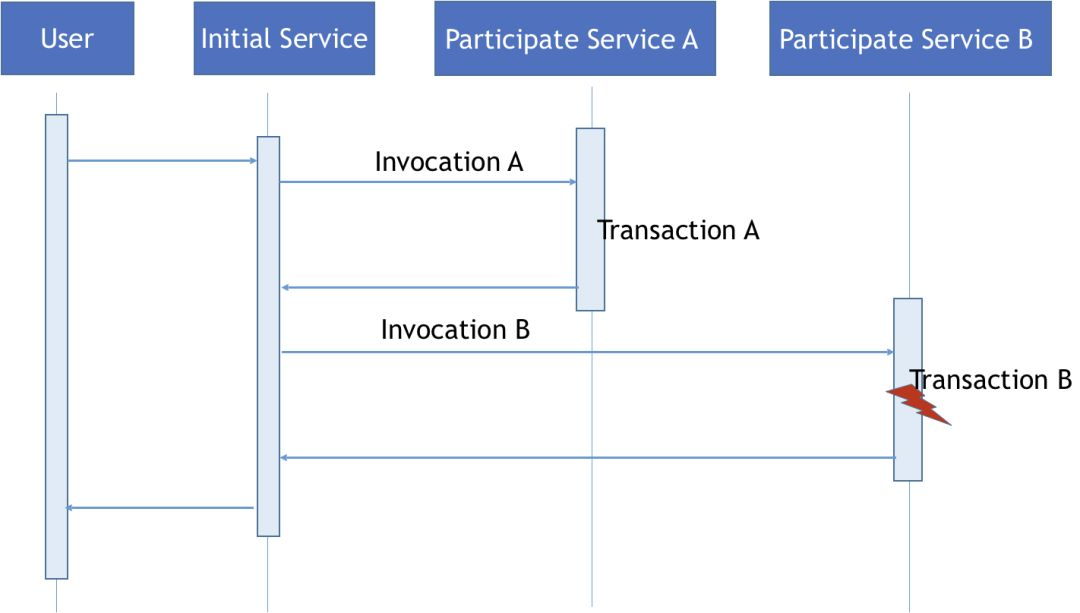 User
Initial Service
Participate Service A
Participate Service B
Invocation A
Transaction A
Invocation B
Transaction B